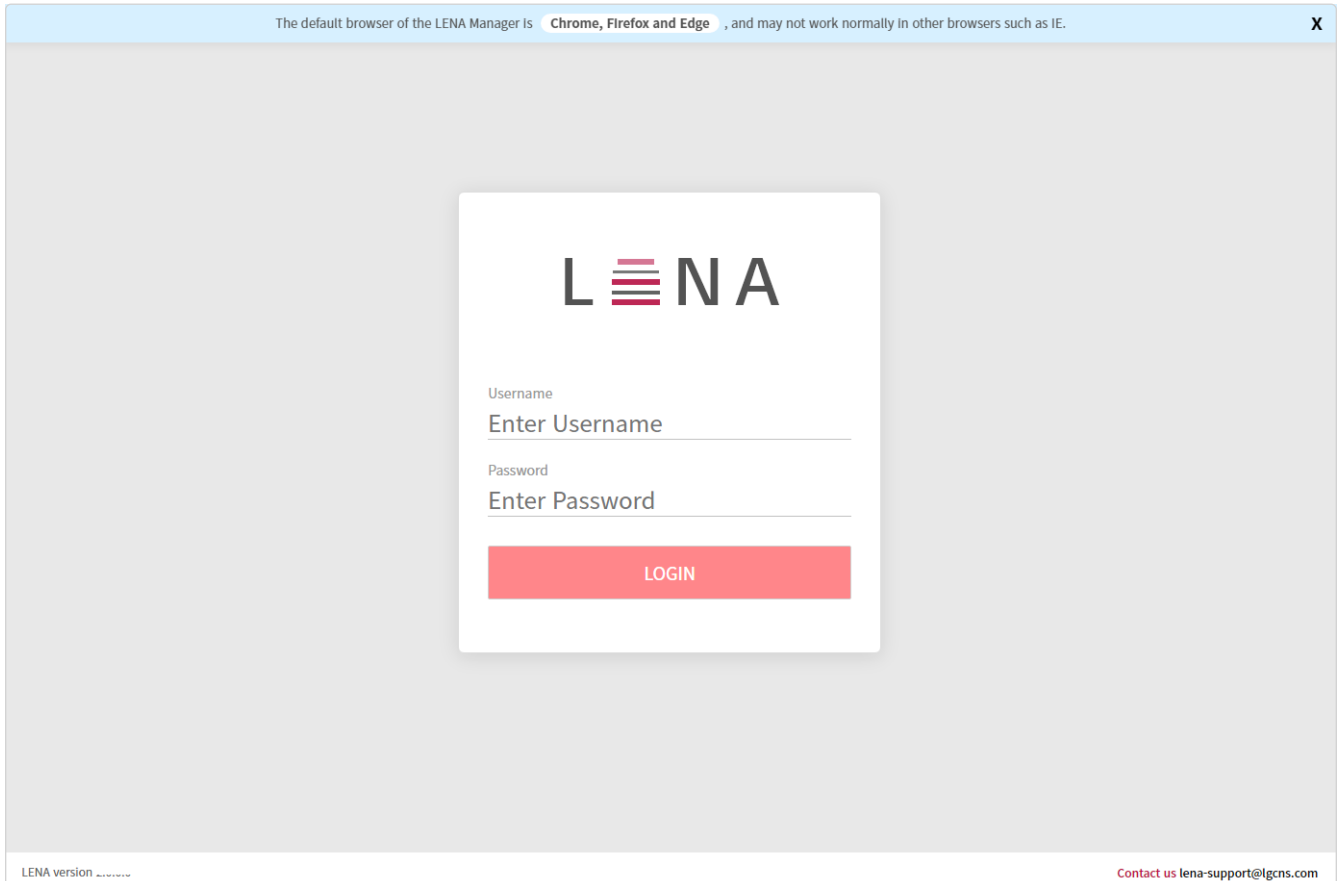 The default browser of the LENA Manager is Chrome, FIrefox and Edge , and may not work normally in other browsers such as IE. X
LENA
Username
Enter Username
Password
Enter Password
LOGIN
LENA version
Contact us lena-support@lgcns.com